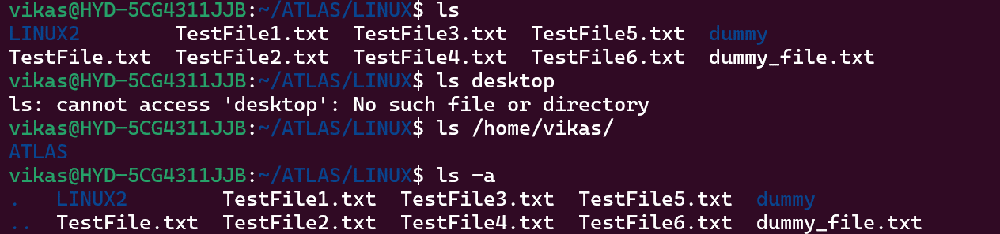 vikas@HYD-5CG4311JJB:~/ATLAS/LINUX$ ls
LINUX2        TestFile1.txt  TestFile3.txt  TestFile5.txt  dummy
TestFile.txt  TestFile2.txt  TestFile4.txt  TestFile6.txt  dummy_file.txt
vikas@HYD-5CG4311JJB:~/ATLAS/LINUX$ ls desktop
ls: cannot access 'desktop': No such file or directory
vikas@HYD-5CG4311JJB:~/ATLAS/LINUX$ ls /home/vikas/
ATLAS
vikas@HYD-5CG4311JJB:~/ATLAS/LINUX$ ls -a
.   LINUX2        TestFile1.txt  TestFile3.txt  TestFile5.txt  dummy
..  TestFile.txt  TestFile2.txt  TestFile4.txt  TestFile6.txt  dummy_file.txt